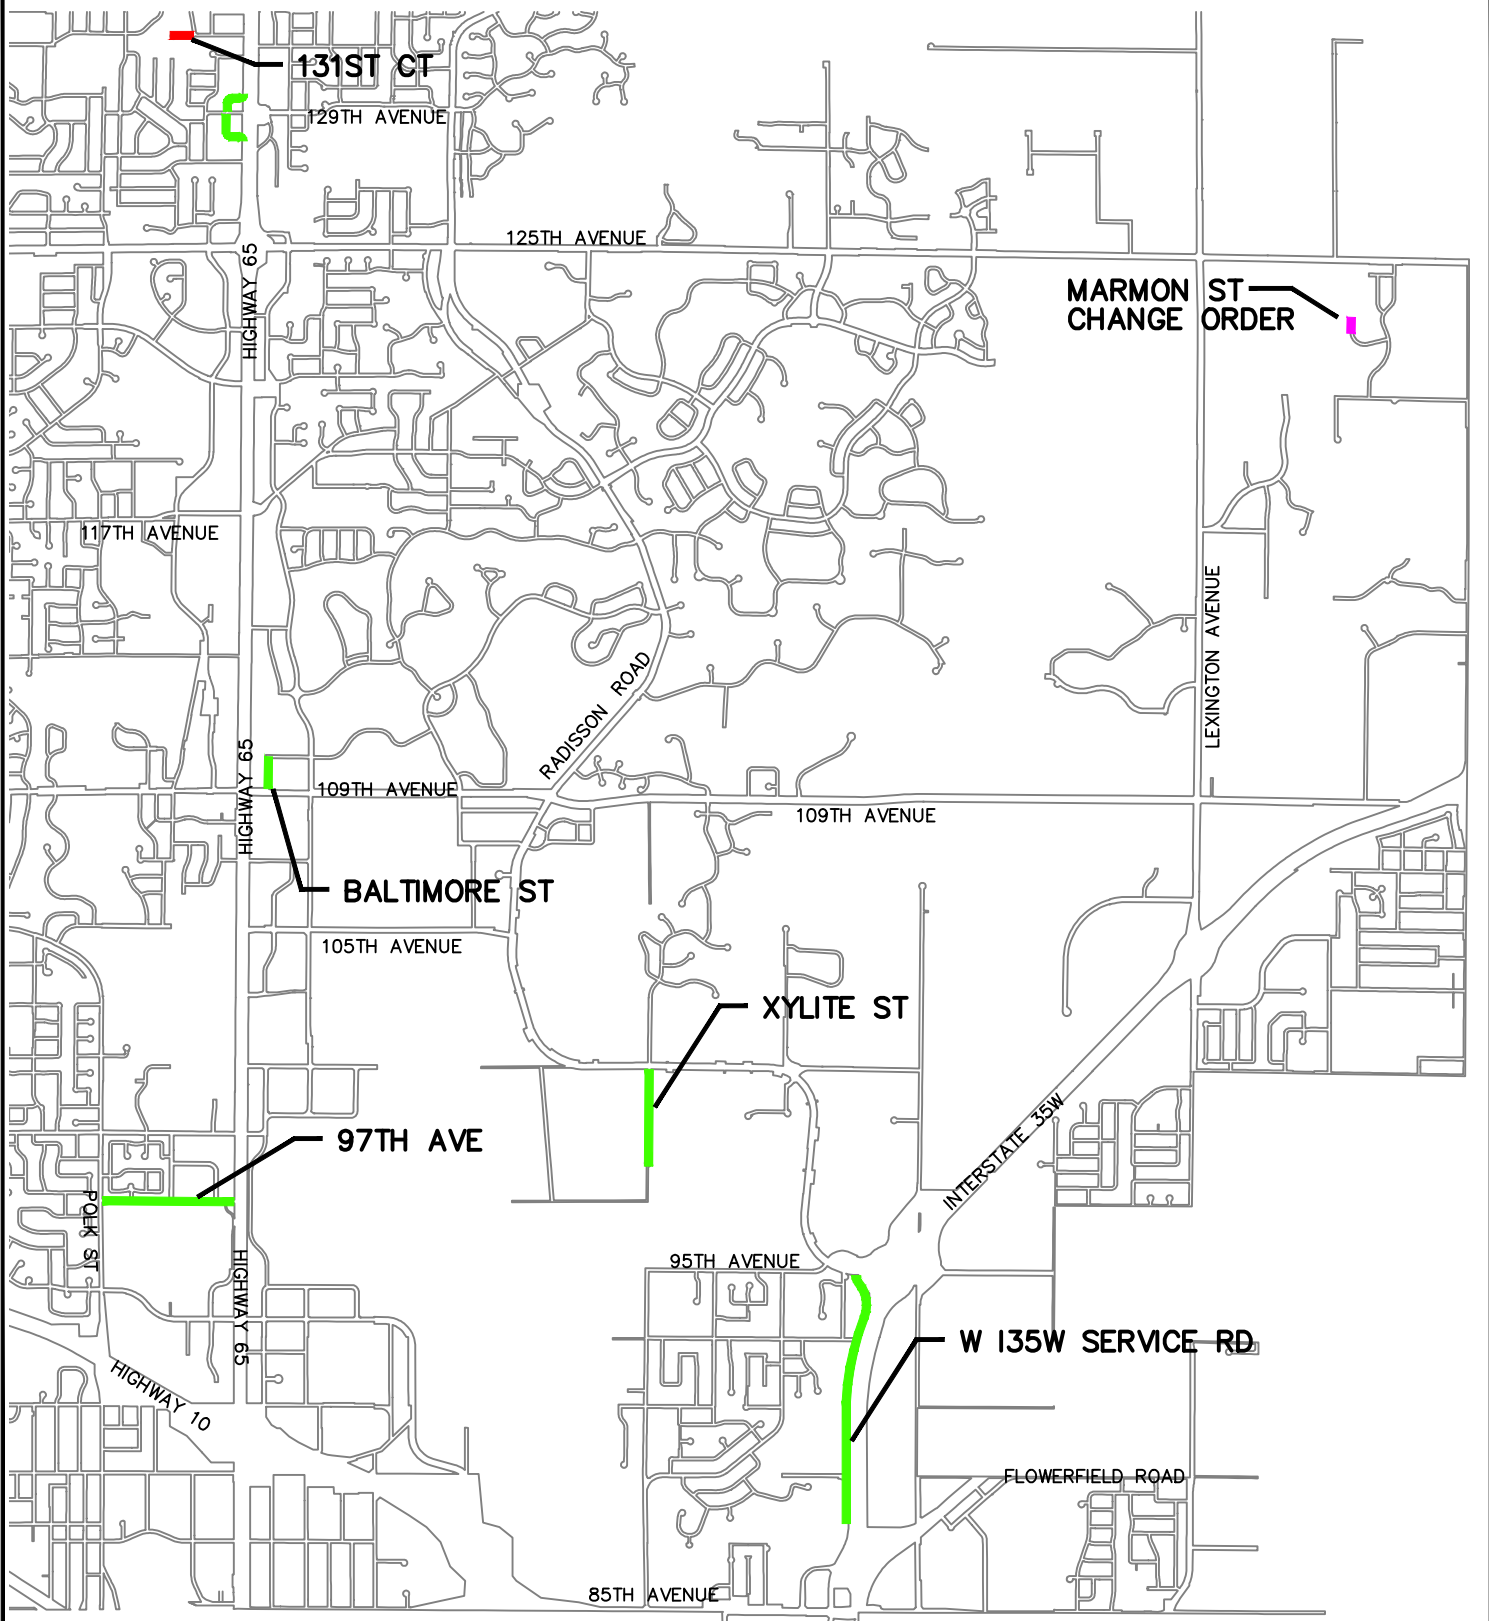 131ST CT
129TH AVENUE
125TH AVENUE
HIGHWAY 65
MARMON ST
CHANGE ORDER
117TH AVENUE
LEXINGTON AVENUE
RADISSON ROAD
HIGHWAY 65
109TH AVENUE
109TH AVENUE
BALTIMORE ST
105TH AVENUE
XYLITE ST
INTERSTATE 35W
97TH AVE
POLK ST
HIGHWAY 65
95TH AVENUE
W I35W SERVICE RD
HIGHWAY 10
FLOWERFIELD ROAD
85TH AVENUE